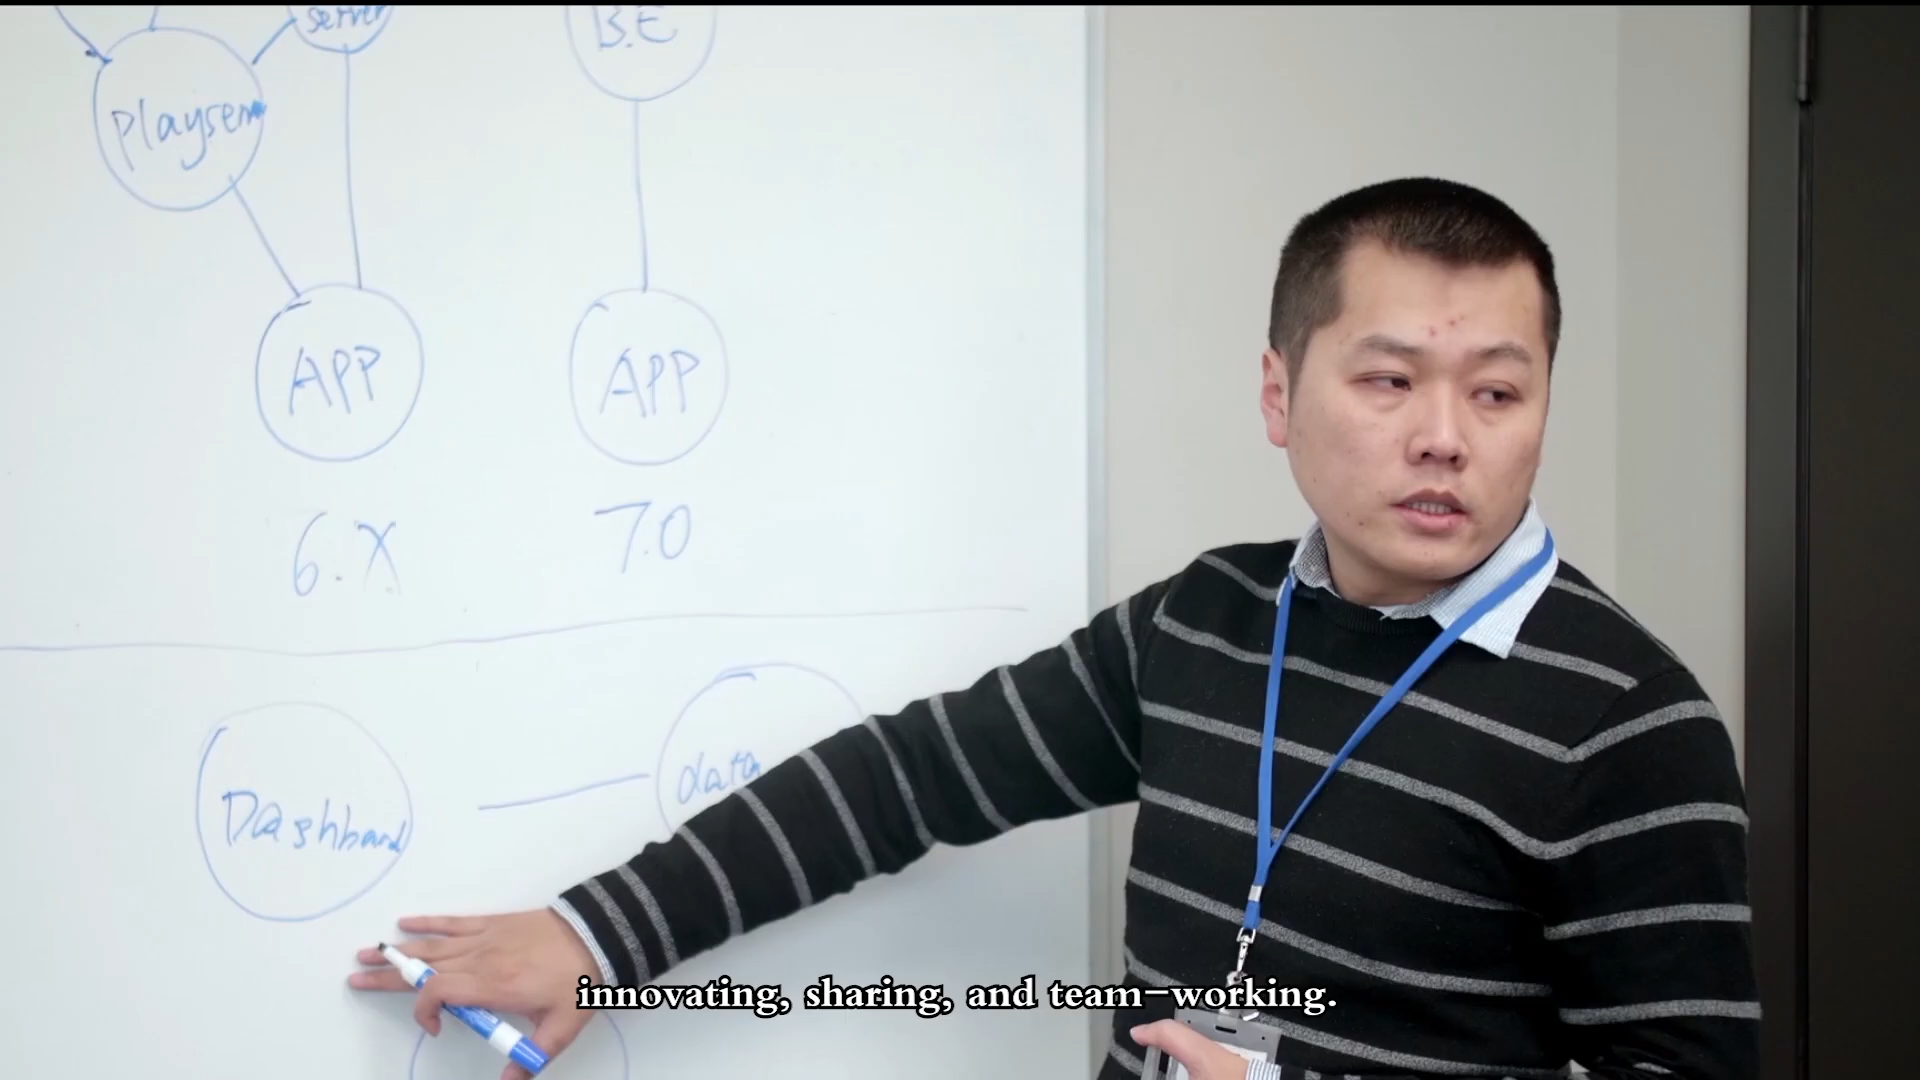 server
B.E
playserv
APP
APP
6.X
7.0
data
Dashboard
innovating, sharing, and team-working.